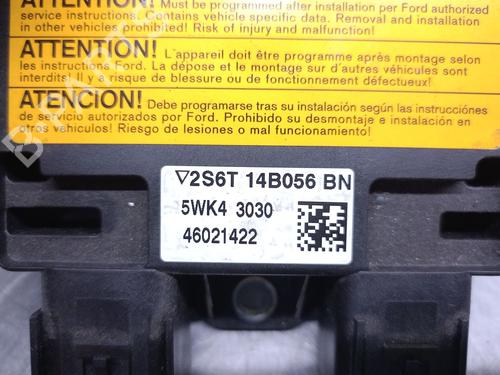 Must be programmed after installation per Ford authorized
service instructions. Contains vehicle specific data. Removal and installation
in other vehicles prohibited! Risk of injury and malfunction!
ATTENTION! L'appareil doit être programme après montage selon
les instructions Ford. La dépose et le montage sur d'autres véhicules sont
interdits! Il y a risque de blessure ou de fonctionnement défectueux!
ATENCION! Debe programarse tras su instalación según las instrucciónes
de servicio autorizados por Ford. Prohibido su desmontaje e instalación en
otros vehículos! Riesgo de lesiones o mal funcionamiento!
▽2S6T 14B056 BN
5WK4 3030
46021422